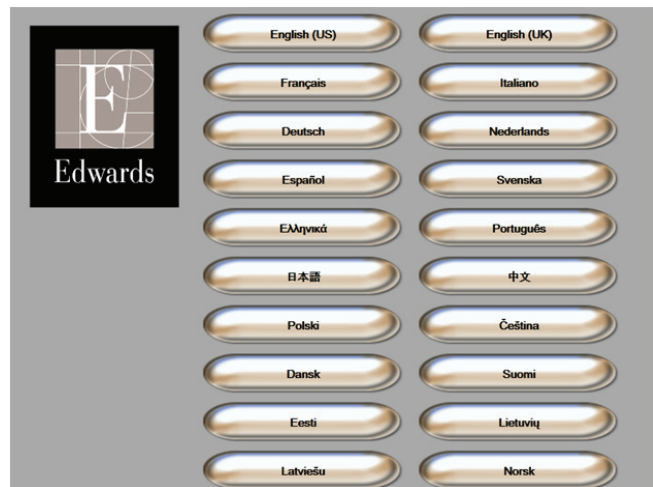 E
Edwards
English (US)
English (UK)
Français
Italiano
Deutsch
Nederlands
Español
Svenska
Ελληνικά
Português
日本語
中文
Polski
Čeština
Dansk
Suomi
Eesti
Lietuvių
Latviešu
Norsk